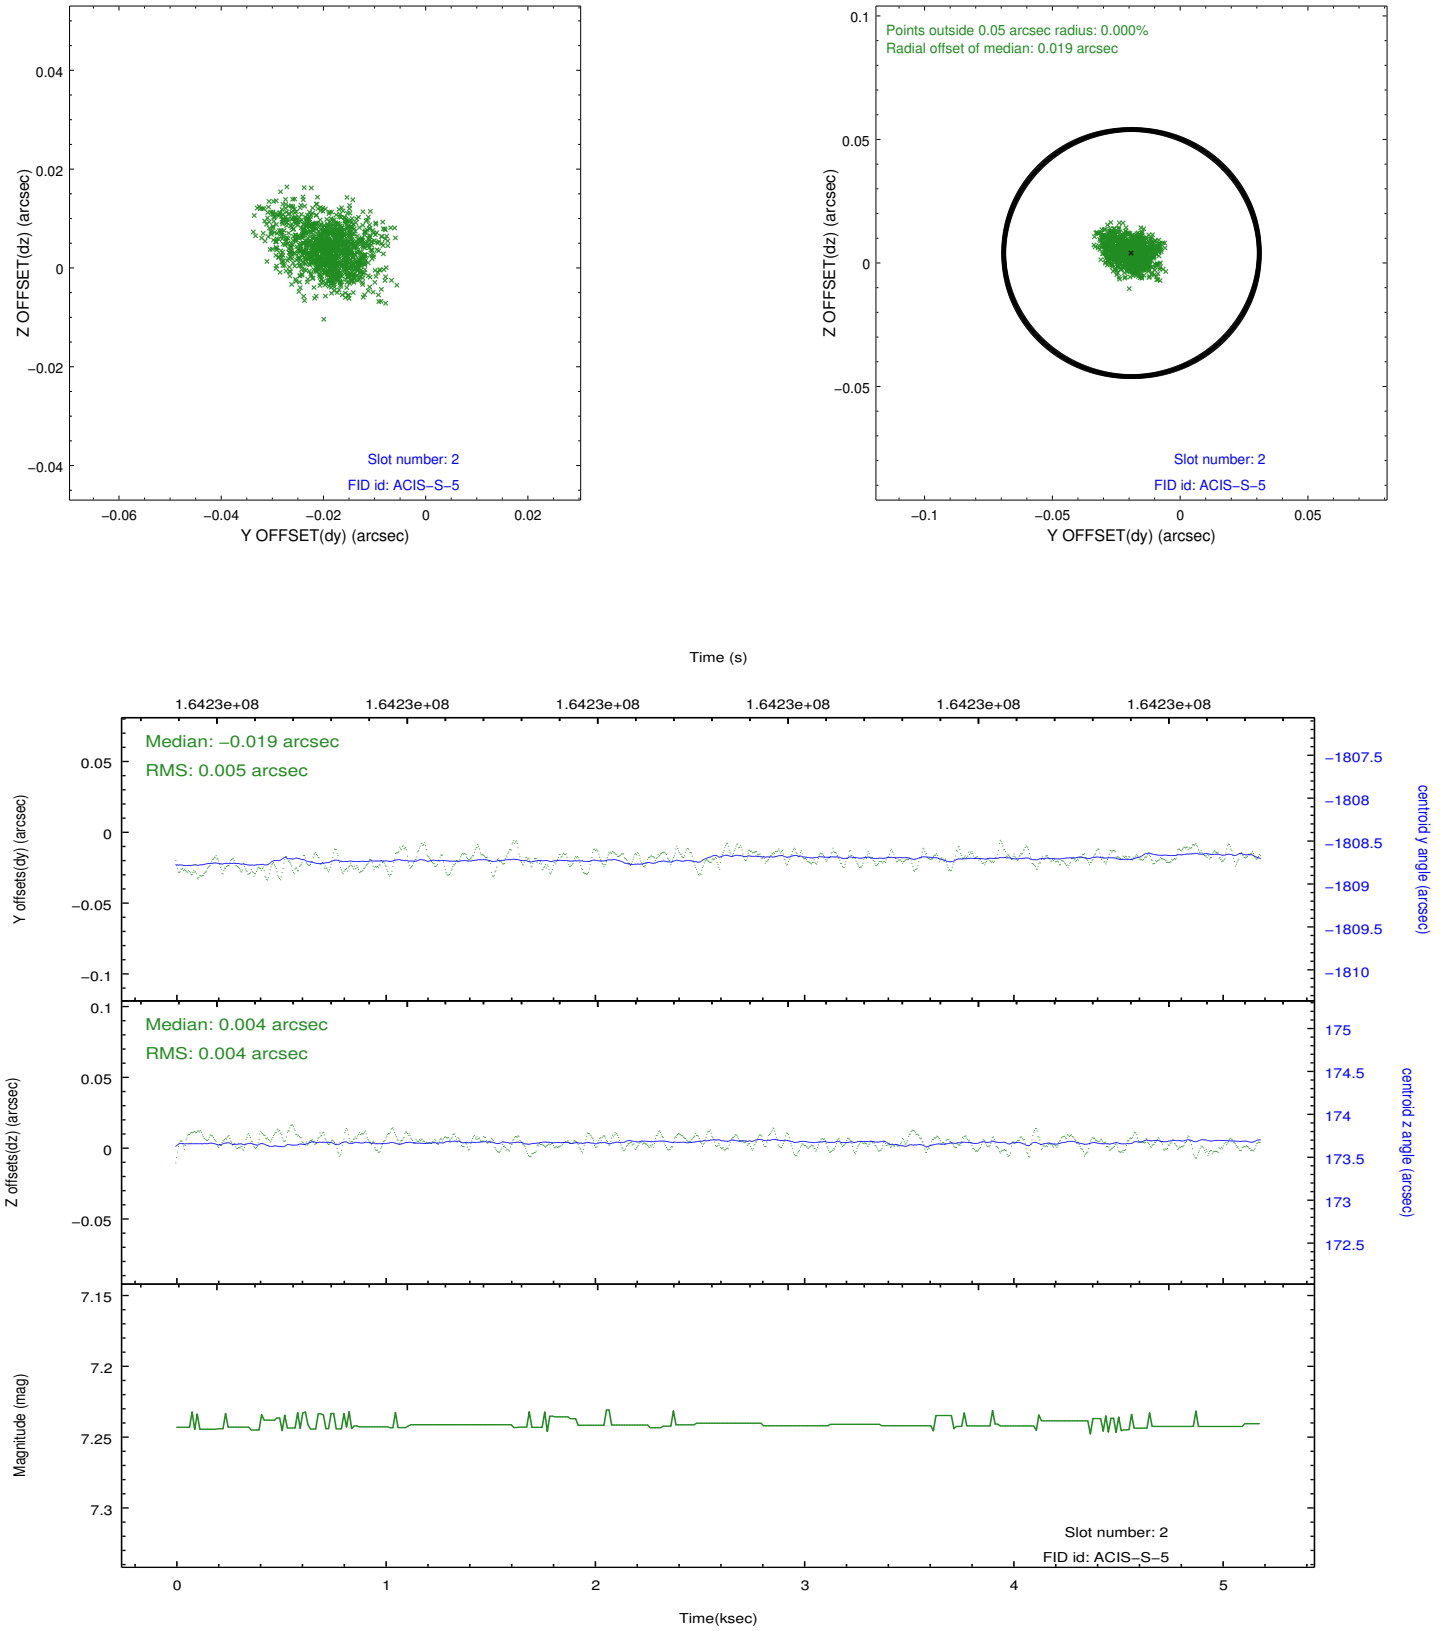 0.04
0.02
0
−0.02
−0.04
Z OFFSET(dz) (arcsec)
Slot number: 2
FID id: ACIS−S−5
−0.06
−0.04
−0.02
0
0.02
Y OFFSET(dy) (arcsec)
Points outside 0.05 arcsec radius: 0.000%
Radial offset of median: 0.019 arcsec
0.1
0.05
0
−0.05
Z OFFSET(dz) (arcsec)
Slot number: 2
FID id: ACIS−S−5
−0.1
−0.05
0
0.05
Y OFFSET(dy) (arcsec)
Time (s)
1.6423e+08
1.6423e+08
1.6423e+08
1.6423e+08
1.6423e+08
1.6423e+08
Median: −0.019 arcsec
RMS: 0.005 arcsec
0.05
0
−0.05
−0.1
Y offsets(dy) (arcsec)
−1807.5
−1808
−1808.5
−1809
−1809.5
−1810
centroid y angle (arcsec)
Median: 0.004 arcsec
RMS: 0.004 arcsec
0.1
0.05
0
−0.05
Z offsets(dz) (arcsec)
175
174.5
174
173.5
173
172.5
centroid z angle (arcsec)
7.15
7.2
7.25
7.3
Magnitude (mag)
Slot number: 2
FID id: ACIS−S−5
0
1
2
3
4
5
Time(ksec)